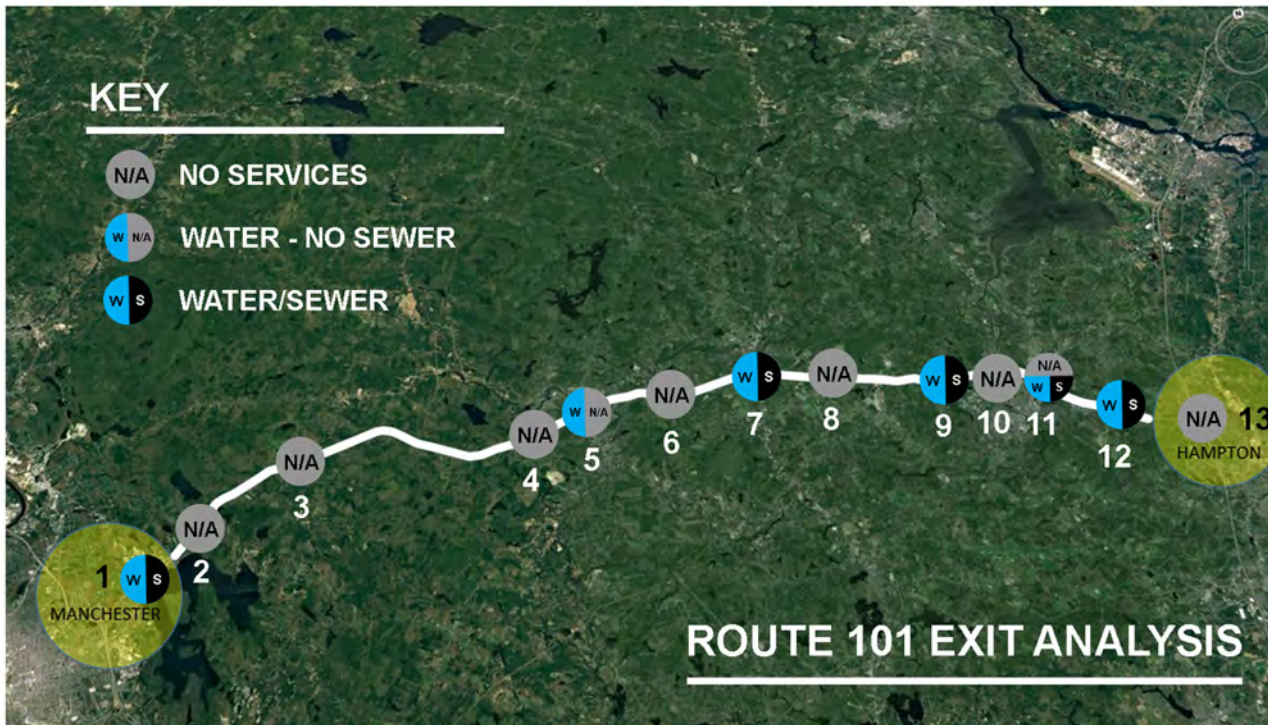 KEY
N/A NO SERVICES
W N/A WATER - NO SEWER
W S WATER/SEWER
1 W S
MANCHESTER
N/A
2
N/A
3
N/A
4
W N/A
5
N/A
6
W S
7
N/A
8
W S
9
N/A
10
N/A
W S
11
W S
12
N/A 13
HAMPTON
N
ROUTE 101 EXIT ANALYSIS